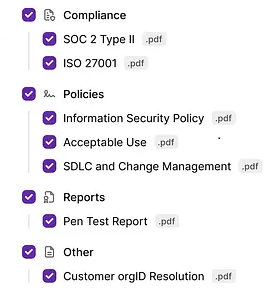 Compliance
SOC 2 Type II .pdf
ISO 27001 .pdf
Policies
Information Security Policy .pdf
Acceptable Use .pdf
SDLC and Change Management .pdf
Reports
Pen Test Report .pdf
Other
Customer orgID Resolution .pdf